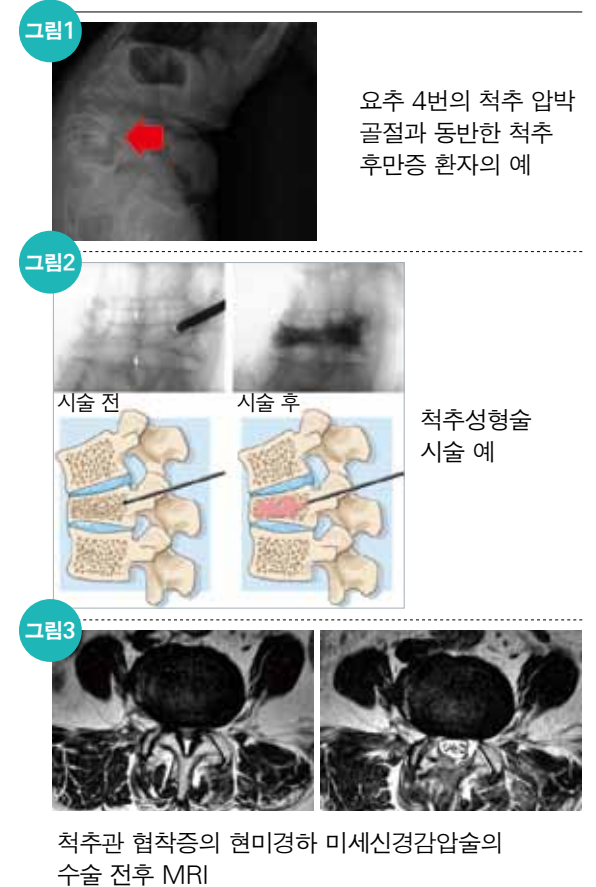 그림1
요추 4번의 척추 압박
골절과 동반한 척추
후만증 환자의 예
그림2
시술 전
시술 후
척추성형술
시술 예
그림3
척추관 협착증의 현미경하 미세신경감압술의
수술 전후 MRI